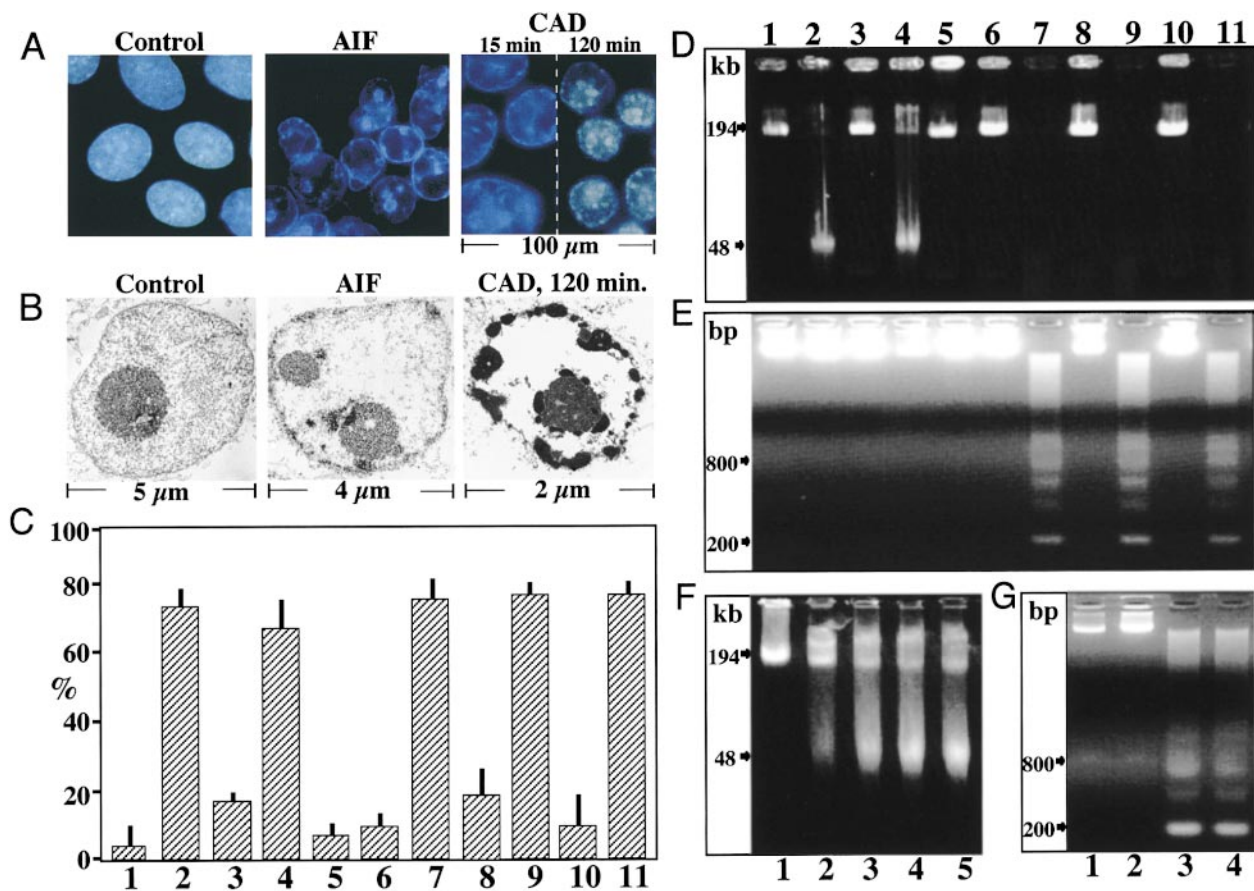 A
Control
AIF
CAD
15 min
120 min
100 µm
B
Control
AIF
CAD, 120 min.
5 µm
4 µm
2 µm
C
100
80
60
%
40
20
0
1 2 3 4 5 6 7 8 9 10 11
D
1 2 3 4 5 6 7 8 9 10 11
kb
194
48
E
bp
800
200
F
kb
194
48
1 2 3 4 5
G
bp
800
200
1 2 3 4